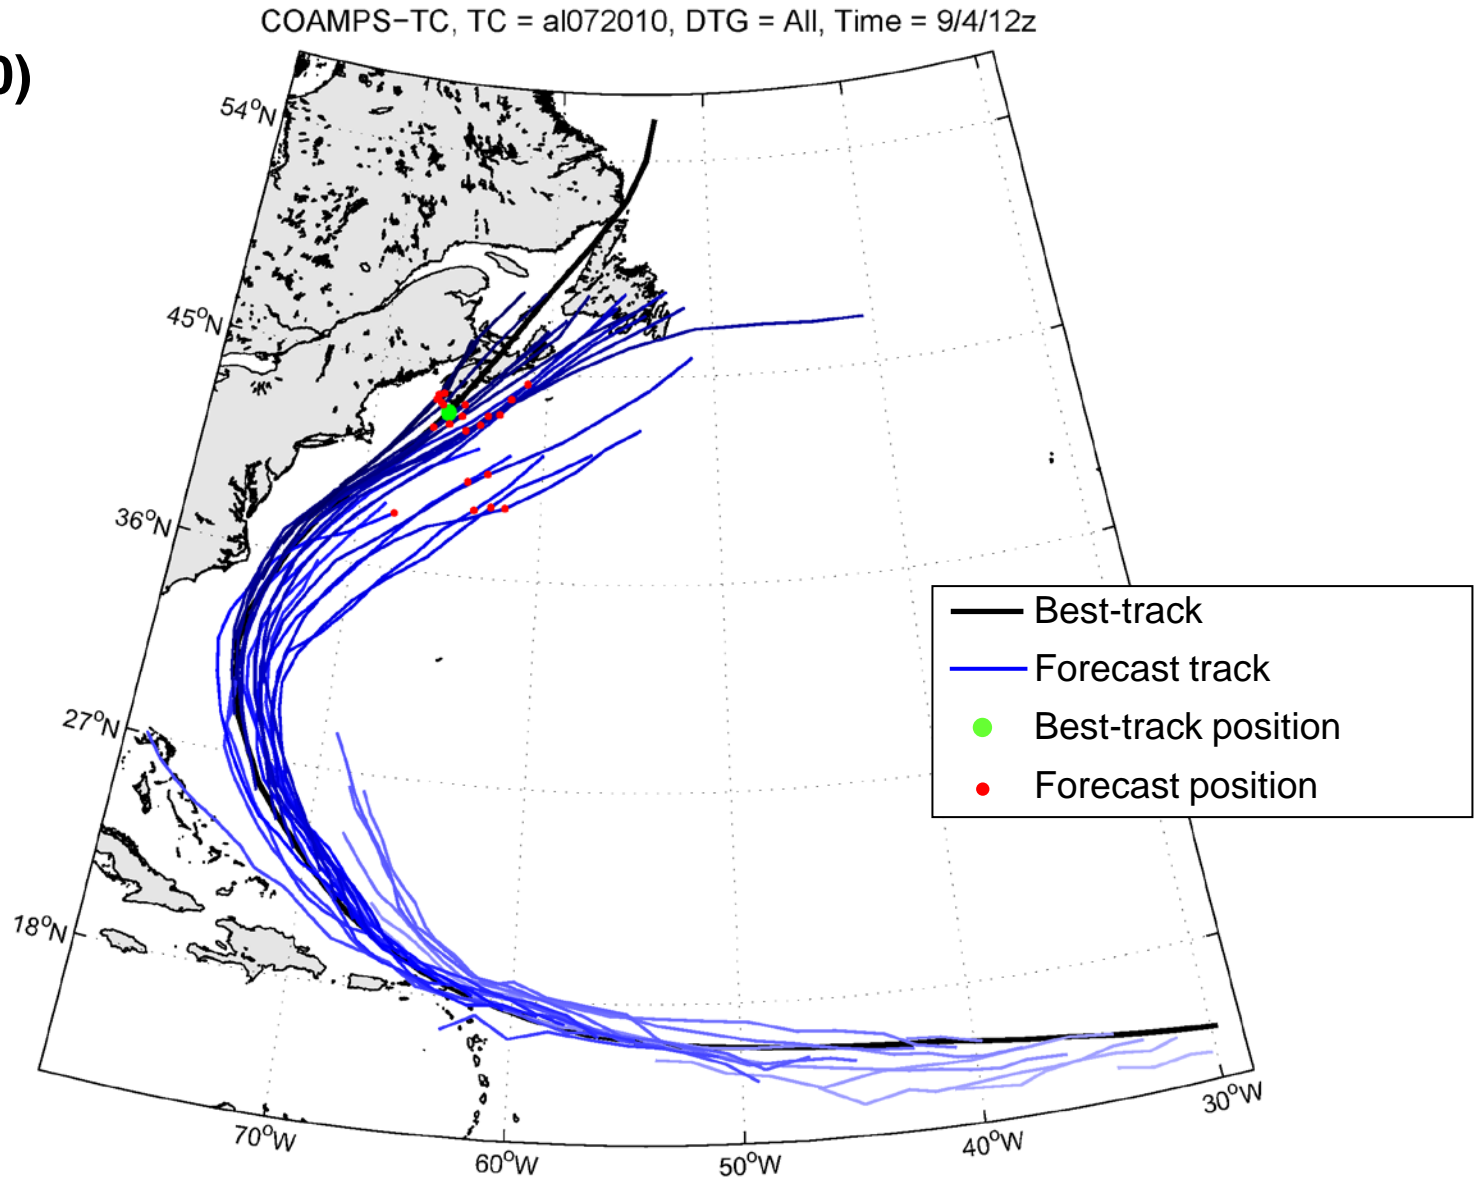 COAMPS−TC, TC = al072010, DTG = All, Time = 9/4/12z
0)
54°N
45°N
36°N
27°N
18°N
70°W
60°W
50°W
40°W
30°W
Best-track
Forecast track
Best-track position
Forecast position